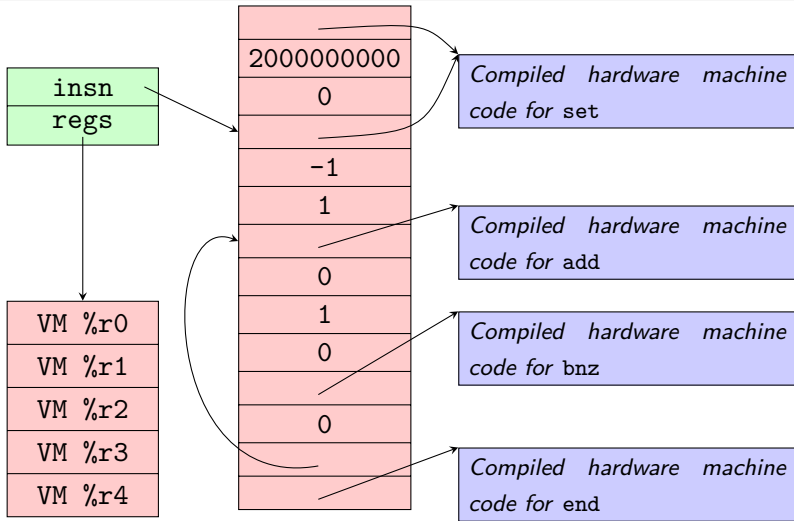 insn
regs
VM %r0
VM %r1
VM %r2
VM %r3
VM %r4
2000000000
0
-1
1
0
1
0
0
Compiled hardware machine
code for set
Compiled hardware machine
code for add
Compiled hardware machine
code for bnz
Compiled hardware machine
code for end